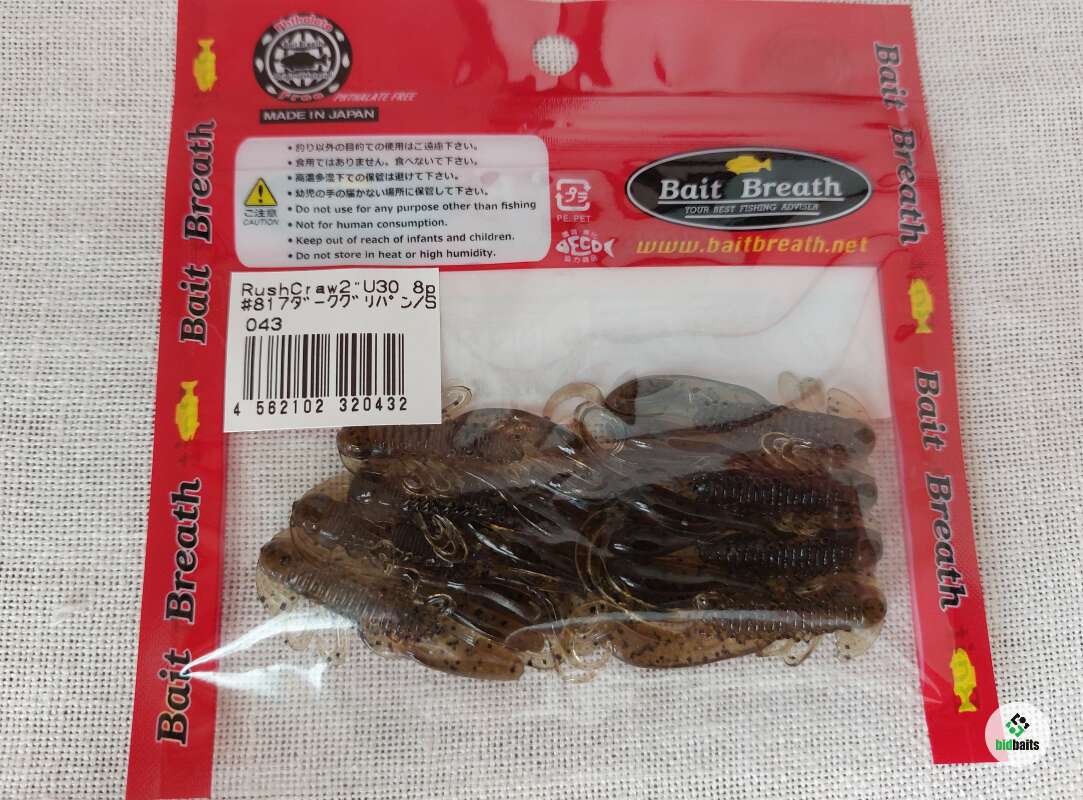 Phthalate
Free
PHTHALATE FREE
MADE IN JAPAN
•釣り以外の目的での使用はご遠慮下さい。
• 食用ではありません。食べないで下さい。
• 高温多湿下での保管は避けて下さい。
• 幼児の手の届かない場所に保管して下さい。
• Do not use for any purpose other than fishing
• Not for human consumption.
• Keep out of reach of infants and children.
• Do not store in heat or high humidity.
ご注意
CAUTION
プラ
PE.PET
ECO
Bait Breath
YOUR BEST FISHING ADVISER
www.baitbreath.net
RushCraw2"U30 8p
#817ダークグリパン/S
043
4 562102 320432
Bait Breath
Bait Breath
Bait Breath
Bait Breath
bidbaits